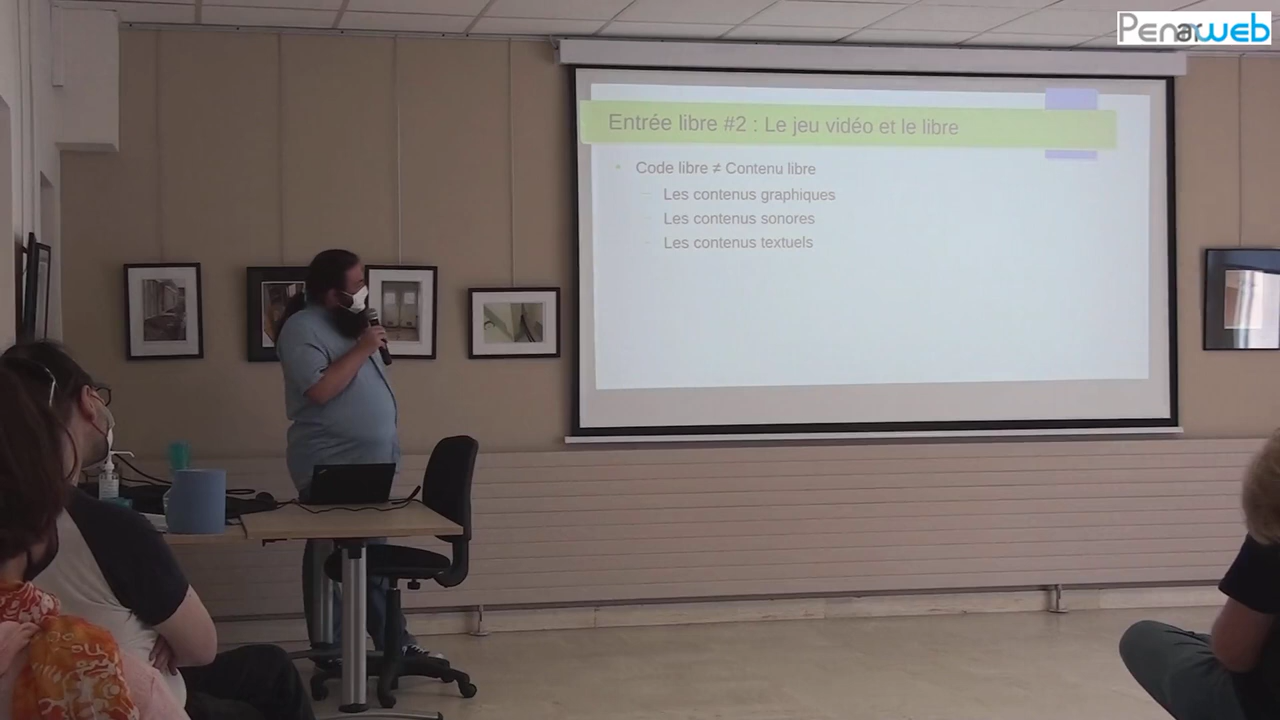 Penarweb
Entrée libre #2 : Le jeu vidéo et le libre
Code libre ≠ Contenu libre
Les contenus graphiques
Les contenus sonores
Les contenus textuels